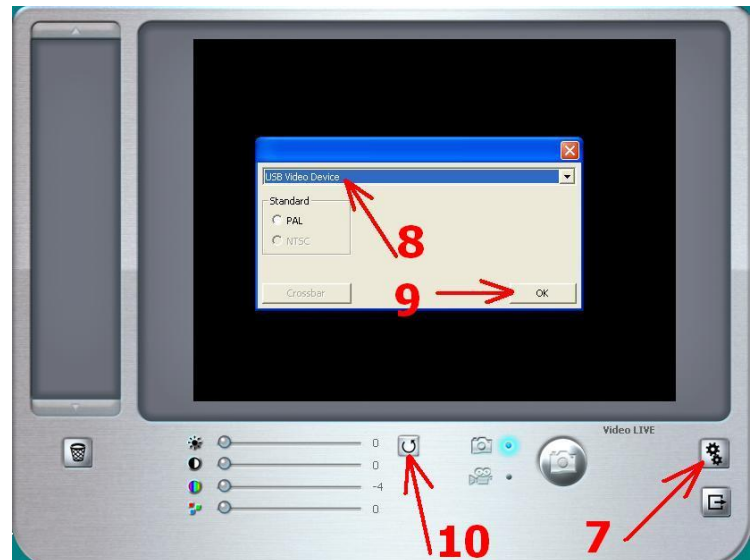 USB Video Device
Standard
PAL
NTSC
8
Crossbar
9
OK
Video LIVE
0
0
-4
0
10
7